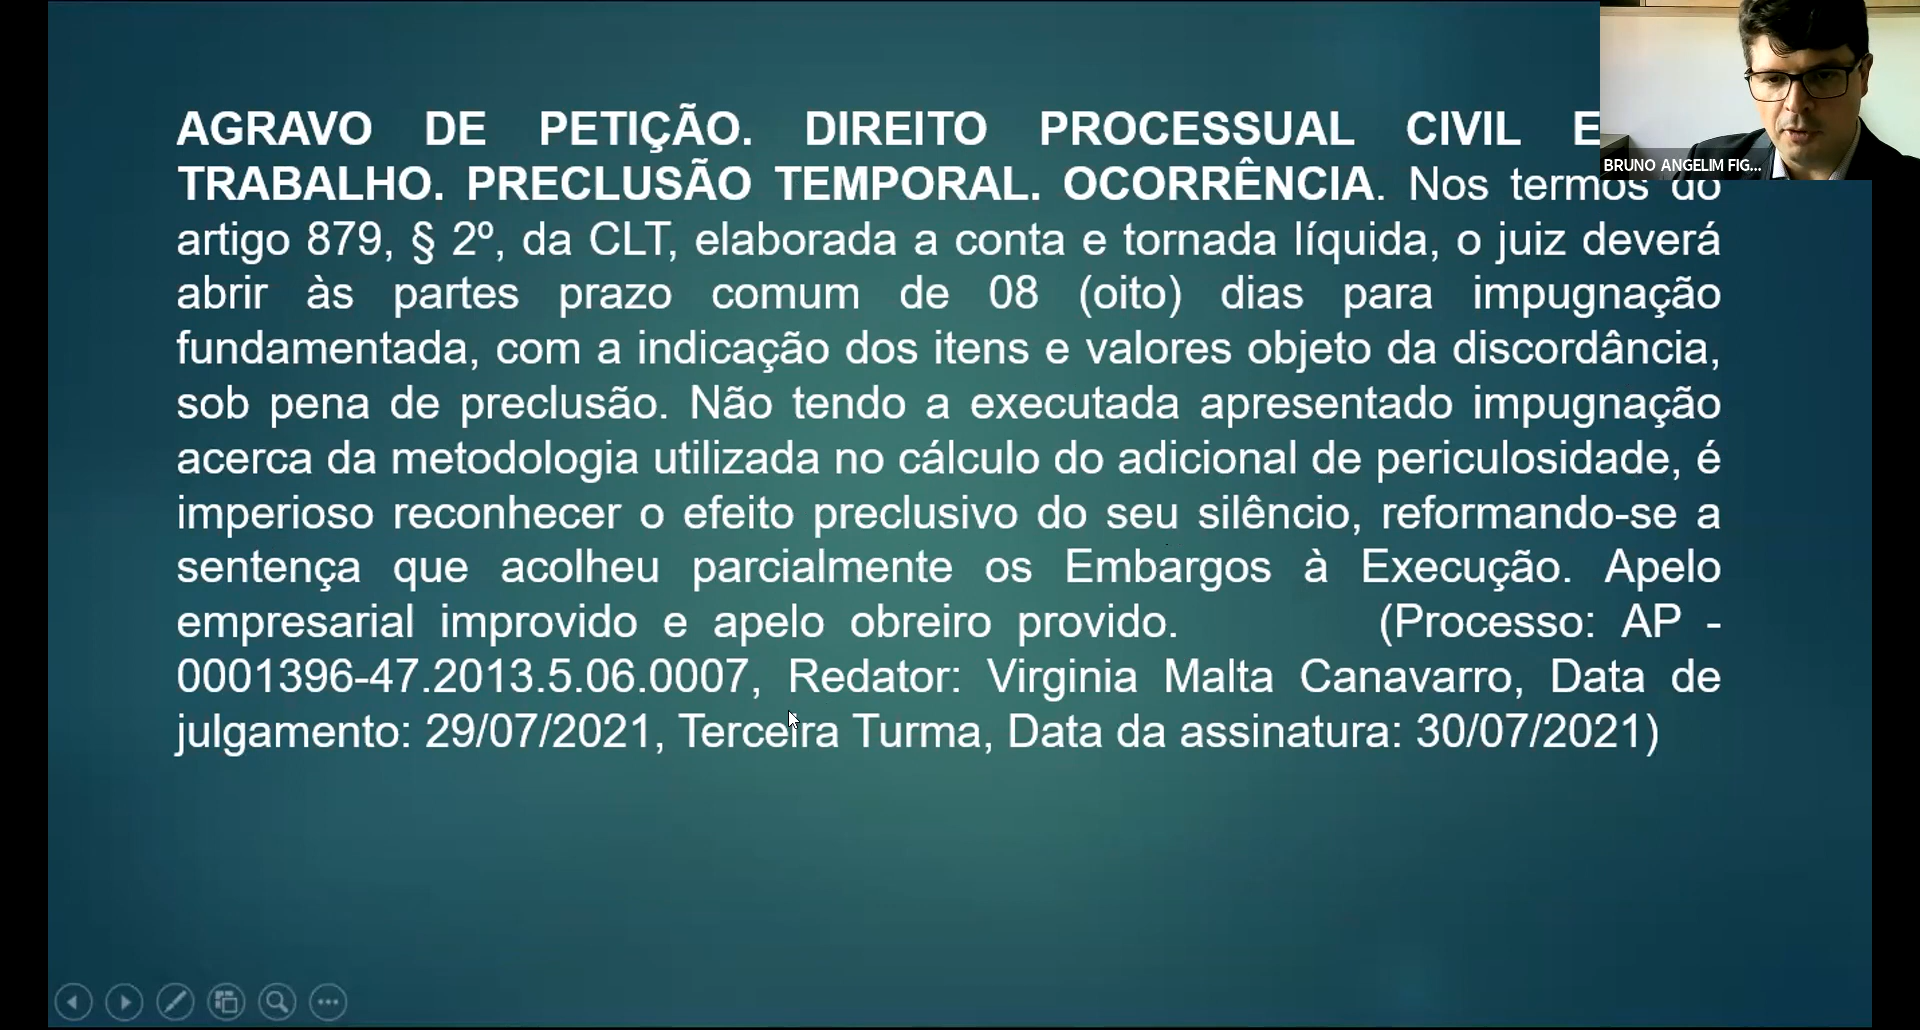 AGRAVO DE PETIÇÃO. DIREITO PROCESSUAL CIVIL E
TRABALHO. PRECLUSÃO TEMPORAL. OCORRÊNCIA. Nos termos do
artigo 879, § 2º, da CLT, elaborada a conta e tornada líquida, o juiz deverá
abrir às partes prazo comum de 08 (oito) dias para impugnação
fundamentada, com a indicação dos itens e valores objeto da discordância,
sob pena de preclusão. Não tendo a executada apresentado impugnação
acerca da metodologia utilizada no cálculo do adicional de periculosidade, é
imperioso reconhecer o efeito preclusivo do seu silêncio, reformando-se a
sentença que acolheu parcialmente os Embargos à Execução. Apelo
empresarial improvido e apelo obreiro provido. (Processo: AP -
0001396-47.2013.5.06.0007, Redator: Virginia Malta Canavarro, Data de
julgamento: 29/07/2021, Terceira Turma, Data da assinatura: 30/07/2021)
BRUNO ANGELIM FIG...